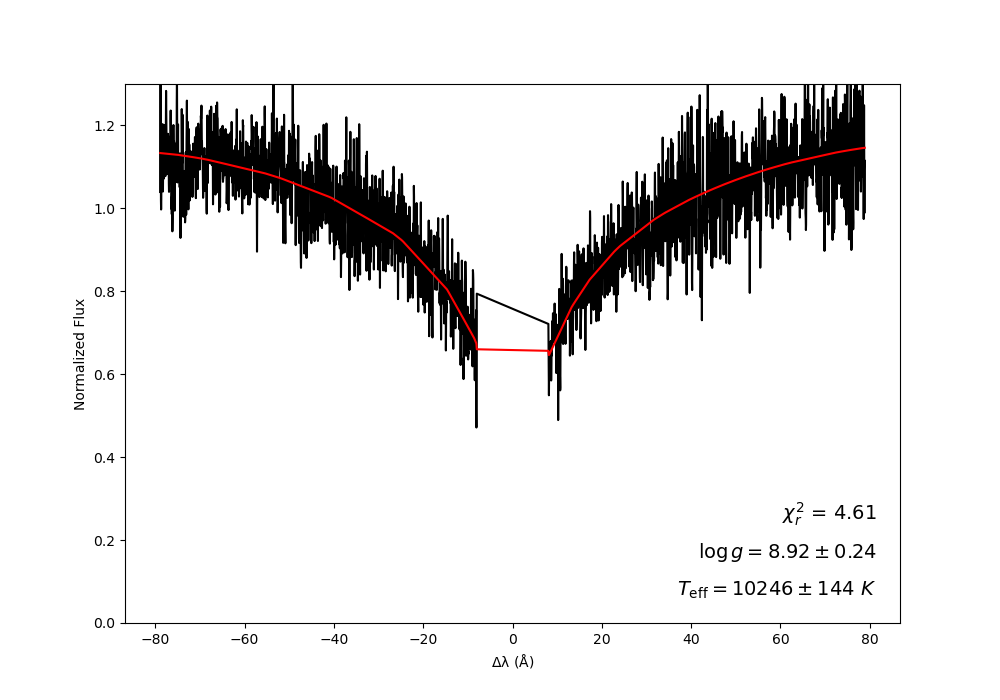 1.2
1.0
0.8
0.6
0.4
0.2
0.0
Normalized Flux
χ²ᵣ = 4.61
log g = 8.92 ± 0.24
T_eff = 10246 ± 144 K
−80 −60 −40 −20 0 20 40 60 80
Δλ (Å)